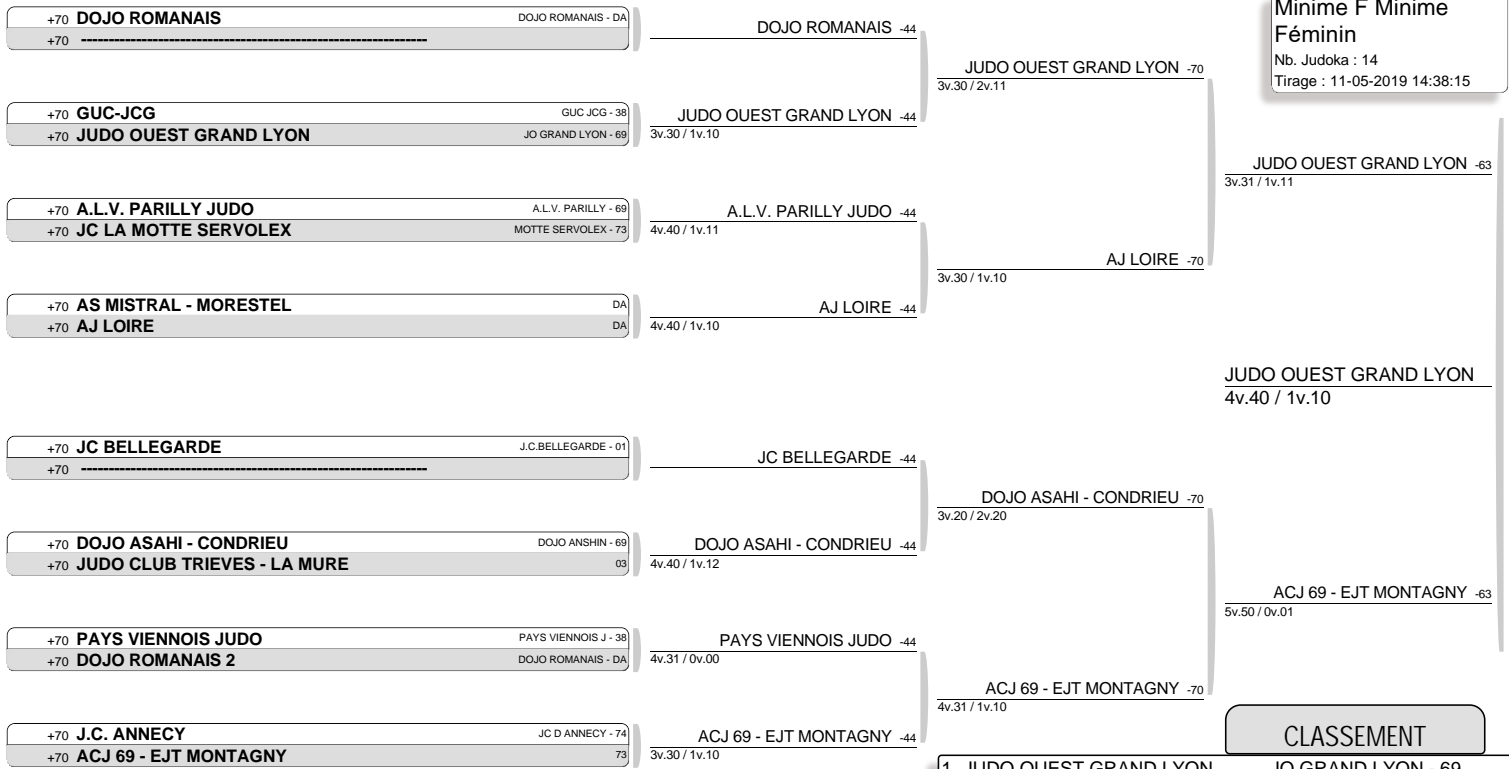 Minime F Minime
Féminin
Nb. Judoka : 14
Tirage : 11-05-2019 14:38:15
+70 DOJO ROMANAIS DOJO ROMANAIS - DA
+70 ----------------------------------------------------------------
DOJO ROMANAIS -44
JUDO OUEST GRAND LYON -70
3v.30 / 2v.11
+70 GUC-JCG GUC JCG - 38
+70 JUDO OUEST GRAND LYON JO GRAND LYON - 69
JUDO OUEST GRAND LYON -44
3v.30 / 1v.10
JUDO OUEST GRAND LYON -63
3v.31 / 1v.11
+70 A.L.V. PARILLY JUDO A.L.V. PARILLY - 69
+70 JC LA MOTTE SERVOLEX MOTTE SERVOLEX - 73
A.L.V. PARILLY JUDO -44
4v.40 / 1v.11
AJ LOIRE -70
3v.30 / 1v.10
+70 AS MISTRAL - MORESTEL DA
+70 AJ LOIRE DA
AJ LOIRE -44
4v.40 / 1v.10
JUDO OUEST GRAND LYON
4v.40 / 1v.10
+70 JC BELLEGARDE J.C.BELLEGARDE - 01
+70 ----------------------------------------------------------------
JC BELLEGARDE -44
DOJO ASAHI - CONDRIEU -70
3v.20 / 2v.20
+70 DOJO ASAHI - CONDRIEU DOJO ANSHIN - 69
+70 JUDO CLUB TRIEVES - LA MURE 03
DOJO ASAHI - CONDRIEU -44
4v.40 / 1v.12
ACJ 69 - EJT MONTAGNY -63
5v.50 / 0v.01
+70 PAYS VIENNOIS JUDO PAYS VIENNOIS J - 38
+70 DOJO ROMANAIS 2 DOJO ROMANAIS - DA
PAYS VIENNOIS JUDO -44
4v.31 / 0v.00
ACJ 69 - EJT MONTAGNY -70
4v.31 / 1v.10
+70 J.C. ANNECY JC D ANNECY - 74
+70 ACJ 69 - EJT MONTAGNY 73
ACJ 69 - EJT MONTAGNY -44
3v.30 / 1v.10
CLASSEMENT
1 JUDO OUEST GRAND LYON JO GRAND LYON - 69